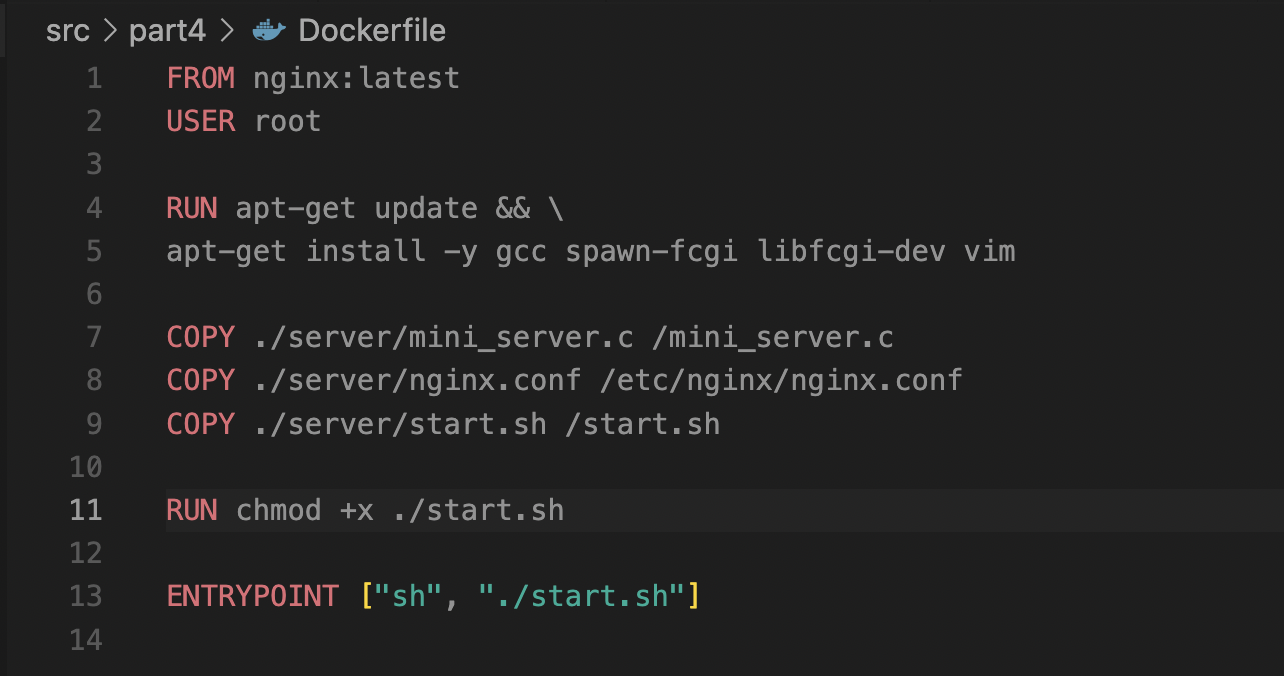 src > part4 > Dockerfile
1 FROM nginx:latest
2 USER root
3
4 RUN apt-get update && \
5 apt-get install -y gcc spawn-fcgi libfcgi-dev vim
6
7 COPY ./server/mini_server.c /mini_server.c
8 COPY ./server/nginx.conf /etc/nginx/nginx.conf
9 COPY ./server/start.sh /start.sh
10
11 RUN chmod +x ./start.sh
12
13 ENTRYPOINT ["sh", "./start.sh"]
14